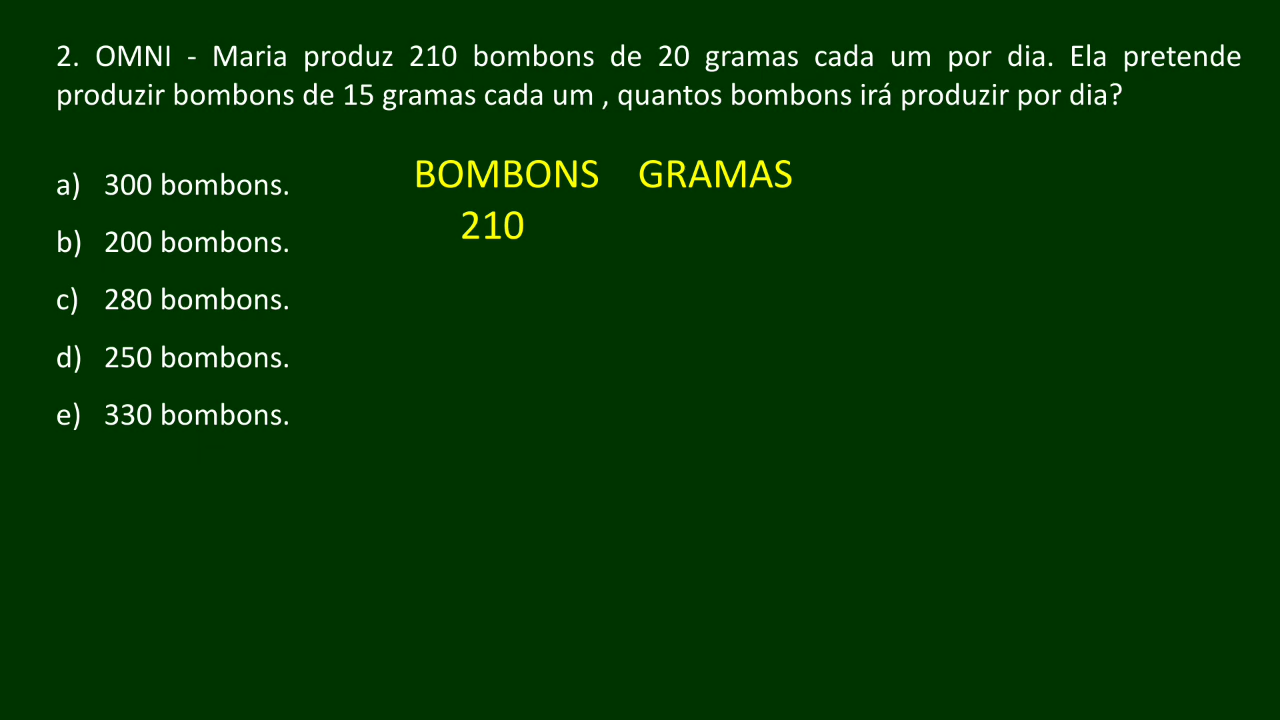 2. OMNI - Maria produz 210 bombons de 20 gramas cada um por dia. Ela pretende
produzir bombons de 15 gramas cada um , quantos bombons irá produzir por dia?
a) 300 bombons.
b) 200 bombons.
c) 280 bombons.
d) 250 bombons.
e) 330 bombons.
BOMBONS GRAMAS
210